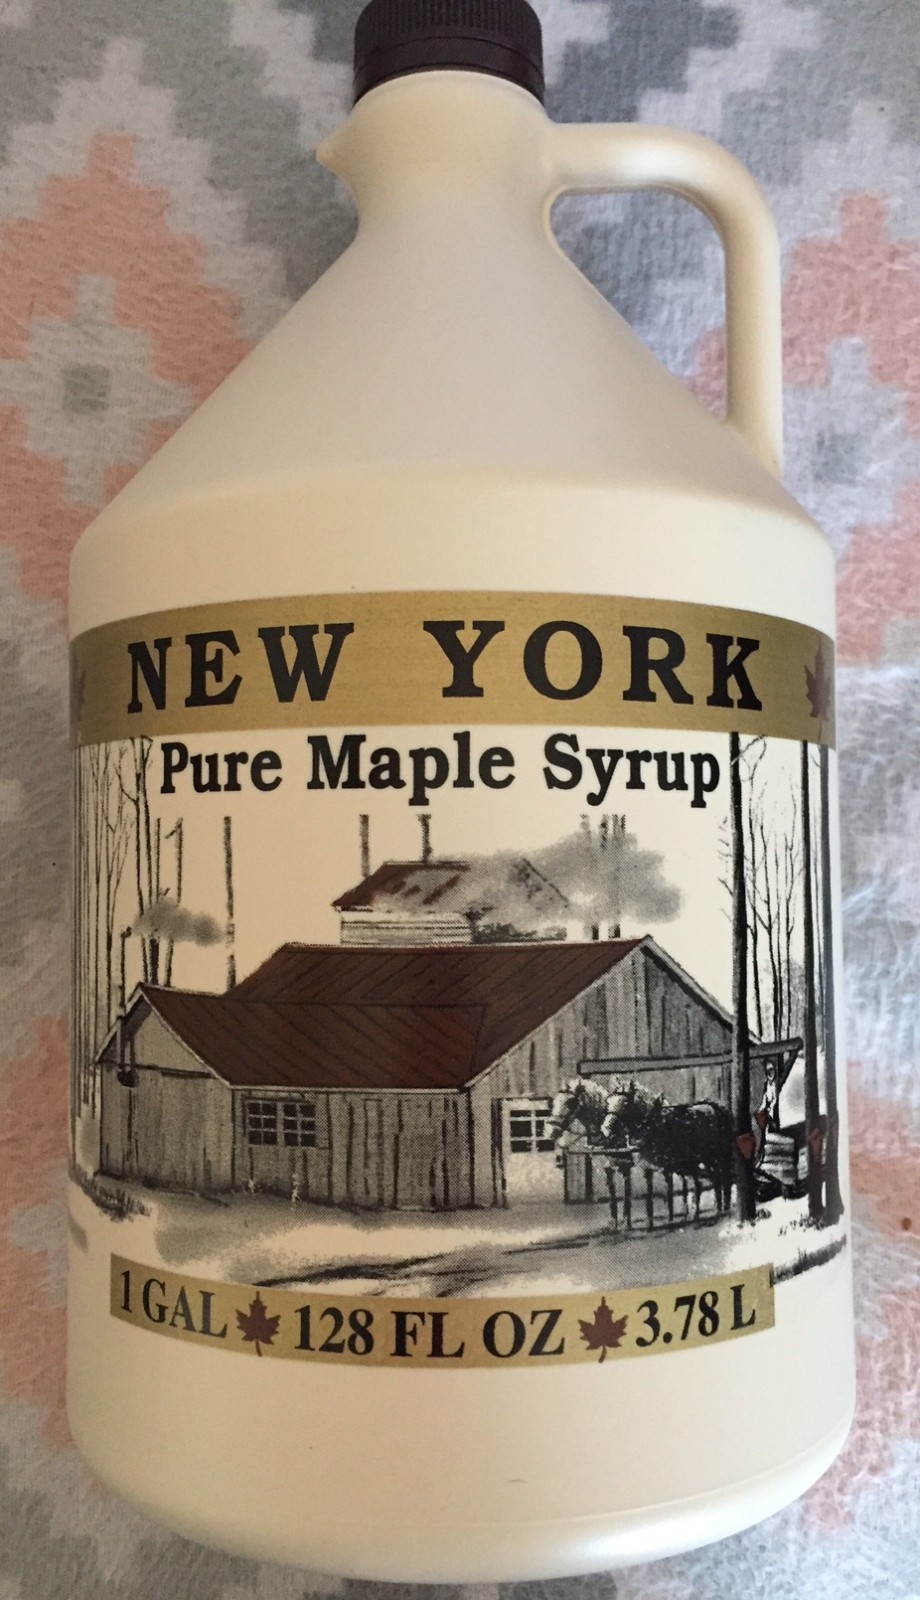 NEW YORK
Pure Maple Syrup
1 GAL 128 FL OZ 3.78 L